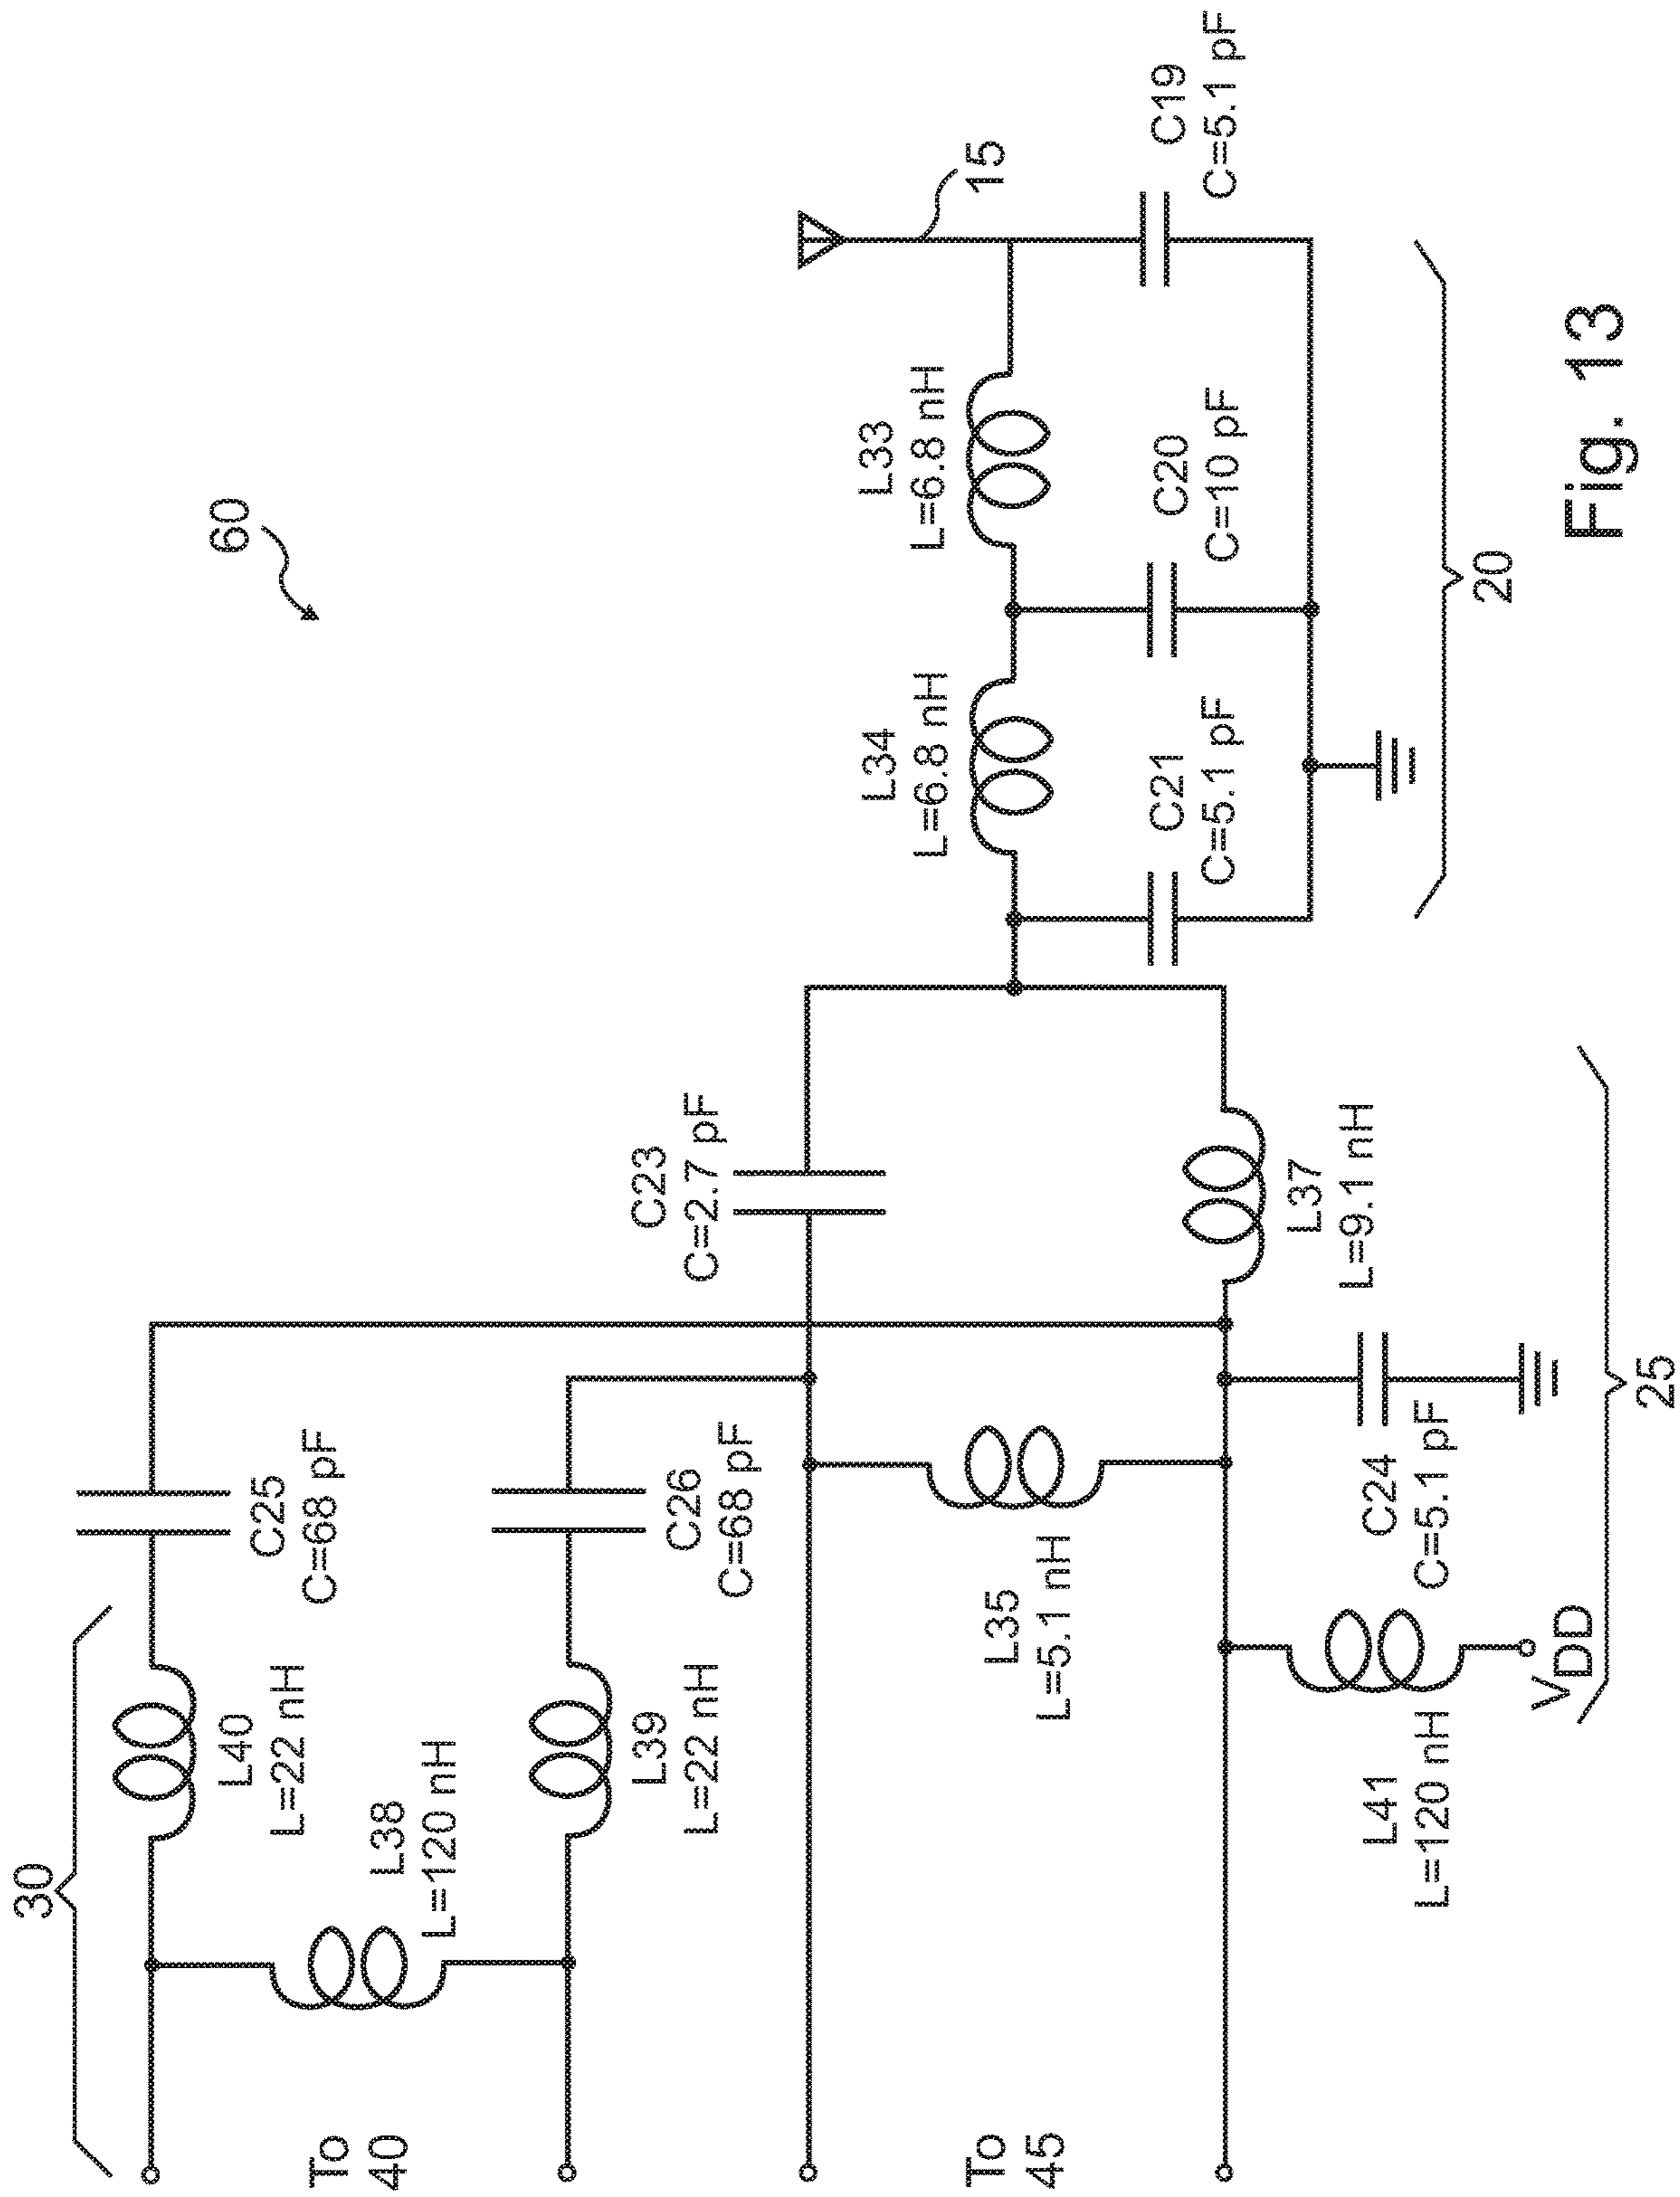 60
30
To
40
L40
L=22 nH
L38
L=120 nH
L39
L=22 nH
C25
C=68 pF
C26
C=68 pF
C23
C=2.7 pF
To
45
L35
L=5.1 nH
L41
L=120 nH
VDD
C24
C=5.1 pF
L37
L=9.1 nH
25
L34
L=6.8 nH
L33
L=6.8 nH
15
C21
C=5.1 pF
C20
C=10 pF
C19
C=5.1 pF
20
Fig. 13